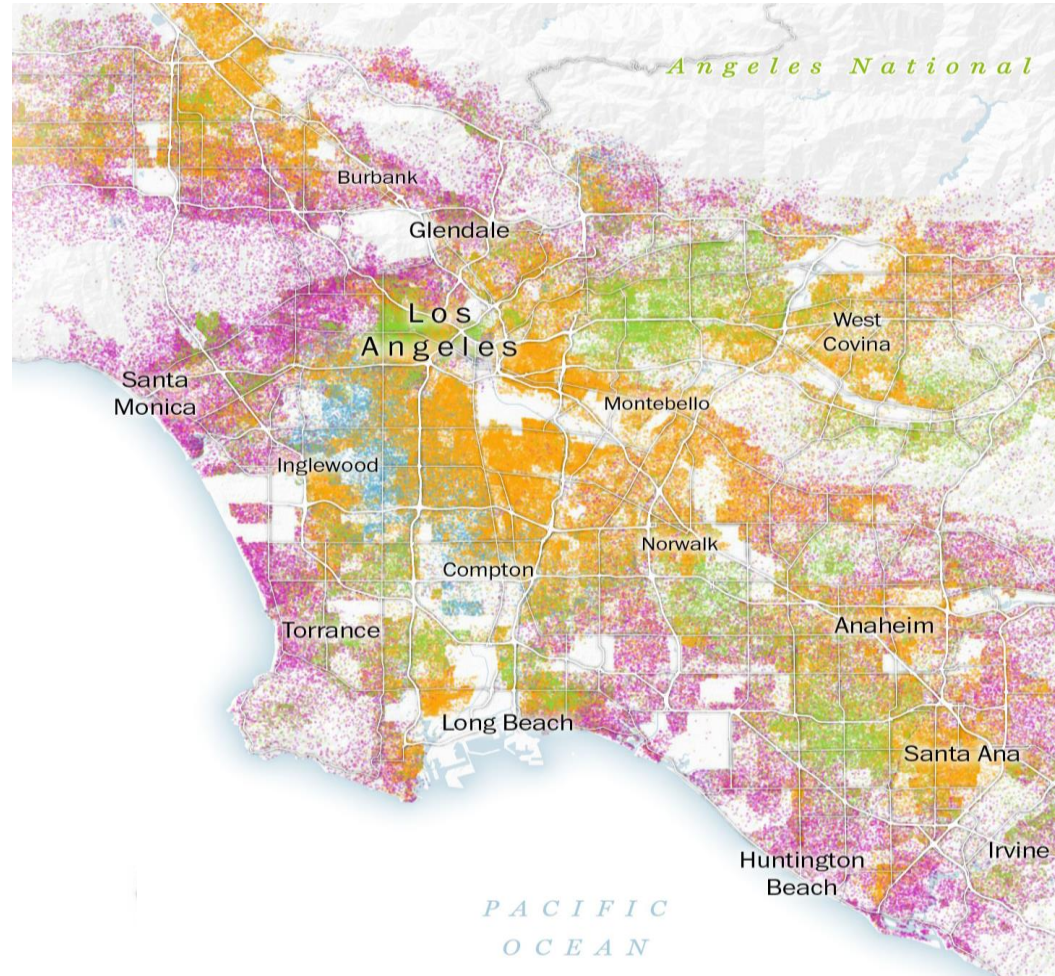 Angeles National
Burbank
Glendale
Los
Angeles
West
Covina
Santa
Monica
Montebello
Inglewood
Norwalk
Compton
Torrance
Anaheim
Long Beach
Santa Ana
Irvine
Huntington
Beach
PACIFIC
OCEAN